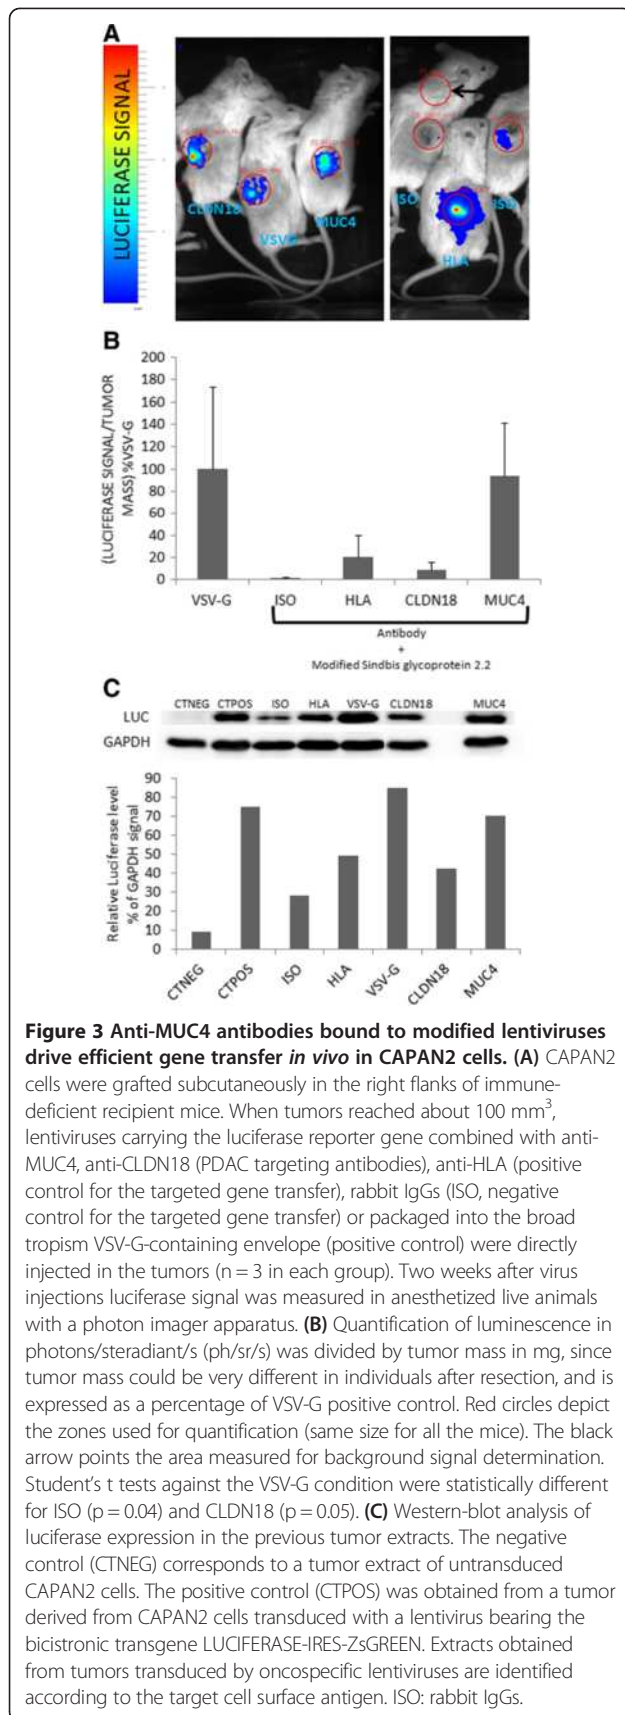 A
LUCIFERASE SIGNAL
CLDN18
VSVG
MUC4
ISO
ISO
HLA
B
(LUCIFERASE SIGNAL/TUMOR
MASS) %VSV-G
200
180
160
140
120
100
80
60
40
20
0
VSV-G ISO HLA CLDN18 MUC4
Antibody
+
Modified Sindbis glycoprotein 2.2
C
CTNEG CTPOS ISO HLA VSV-G CLDN18 MUC4
LUC
GAPDH
Relative Luciferase level
% of GAPDH signal
90
80
70
60
50
40
30
20
10
0
CTNEG CTPOS ISO HLA VSV-G CLDN18 MUC4
Figure 3 Anti-MUC4 antibodies bound to modified lentiviruses
drive efficient gene transfer in vivo in CAPAN2 cells. (A) CAPAN2
cells were grafted subcutaneously in the right flanks of immune-
deficient recipient mice. When tumors reached about 100 mm³,
lentiviruses carrying the luciferase reporter gene combined with anti-
MUC4, anti-CLDN18 (PDAC targeting antibodies), anti-HLA (positive
control for the targeted gene transfer), rabbit IgGs (ISO, negative
control for the targeted gene transfer) or packaged into the broad
tropism VSV-G-containing envelope (positive control) were directly
injected in the tumors (n = 3 in each group). Two weeks after virus
injections luciferase signal was measured in anesthetized live animals
with a photon imager apparatus. (B) Quantification of luminescence in
photons/steradiant/s (ph/sr/s) was divided by tumor mass in mg, since
tumor mass could be very different in individuals after resection, and is
expressed as a percentage of VSV-G positive control. Red circles depict
the zones used for quantification (same size for all the mice). The black
arrow points the area measured for background signal determination.
Student's t tests against the VSV-G condition were statistically different
for ISO (p = 0.04) and CLDN18 (p = 0.05). (C) Western-blot analysis of
luciferase expression in the previous tumor extracts. The negative
control (CTNEG) corresponds to a tumor extract of untransduced
CAPAN2 cells. The positive control (CTPOS) was obtained from a tumor
derived from CAPAN2 cells transduced with a lentivirus bearing the
bicistronic transgene LUCIFERASE-IRES-ZsGREEN. Extracts obtained
from tumors transduced by oncospecific lentiviruses are identified
according to the target cell surface antigen. ISO: rabbit IgGs.